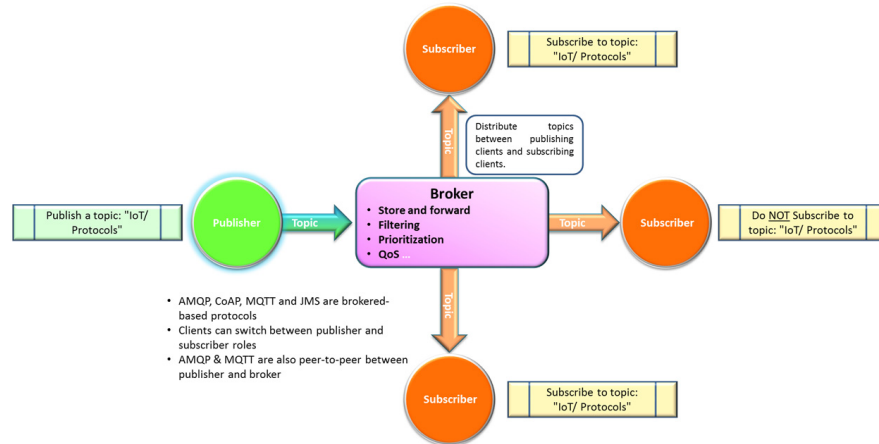 Subscriber
Subscribe to topic:
"IoT/ Protocols"
Topic
Distribute topics
between publishing
clients and subscribing
clients.
Publish a topic: "IoT/
Protocols"
Publisher
Topic
Broker
• Store and forward
• Filtering
• Prioritization
• QoS ...
Topic
Subscriber
Do NOT Subscribe to
topic: "IoT/ Protocols"
Topic
• AMQP, CoAP, MQTT and JMS are brokered-
based protocols
• Clients can switch between publisher and
subscriber roles
• AMQP & MQTT are also peer-to-peer between
publisher and broker
Subscriber
Subscribe to topic:
"IoT/ Protocols"